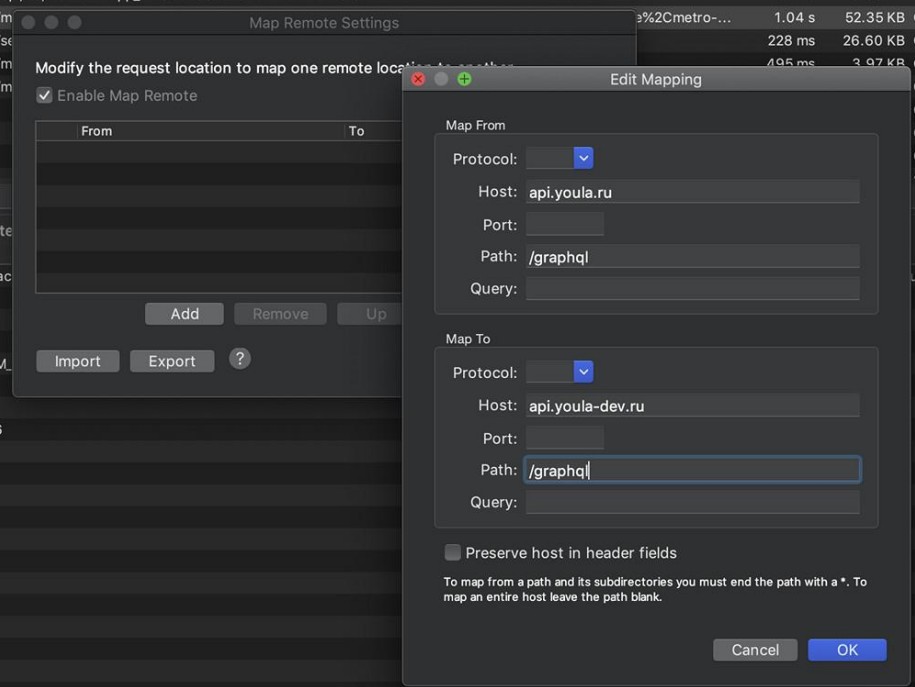 e%2Cmetro-... 1.04 s 52.35 KB
Map Remote Settings
228 ms 26.60 KB
495 ms 3.97 KB
Modify the request location to map one remote location to another.
Enable Map Remote
From To
Add Remove Up
Import Export ?
Edit Mapping
Map From
Protocol:
Host: api.youla.ru
Port:
Path: /graphql
Query:
Map To
Protocol:
Host: api.youla-dev.ru
Port:
Path: /graphql
Query:
Preserve host in header fields
To map from a path and its subdirectories you must end the path with a *. To
map an entire host leave the path blank.
Cancel OK